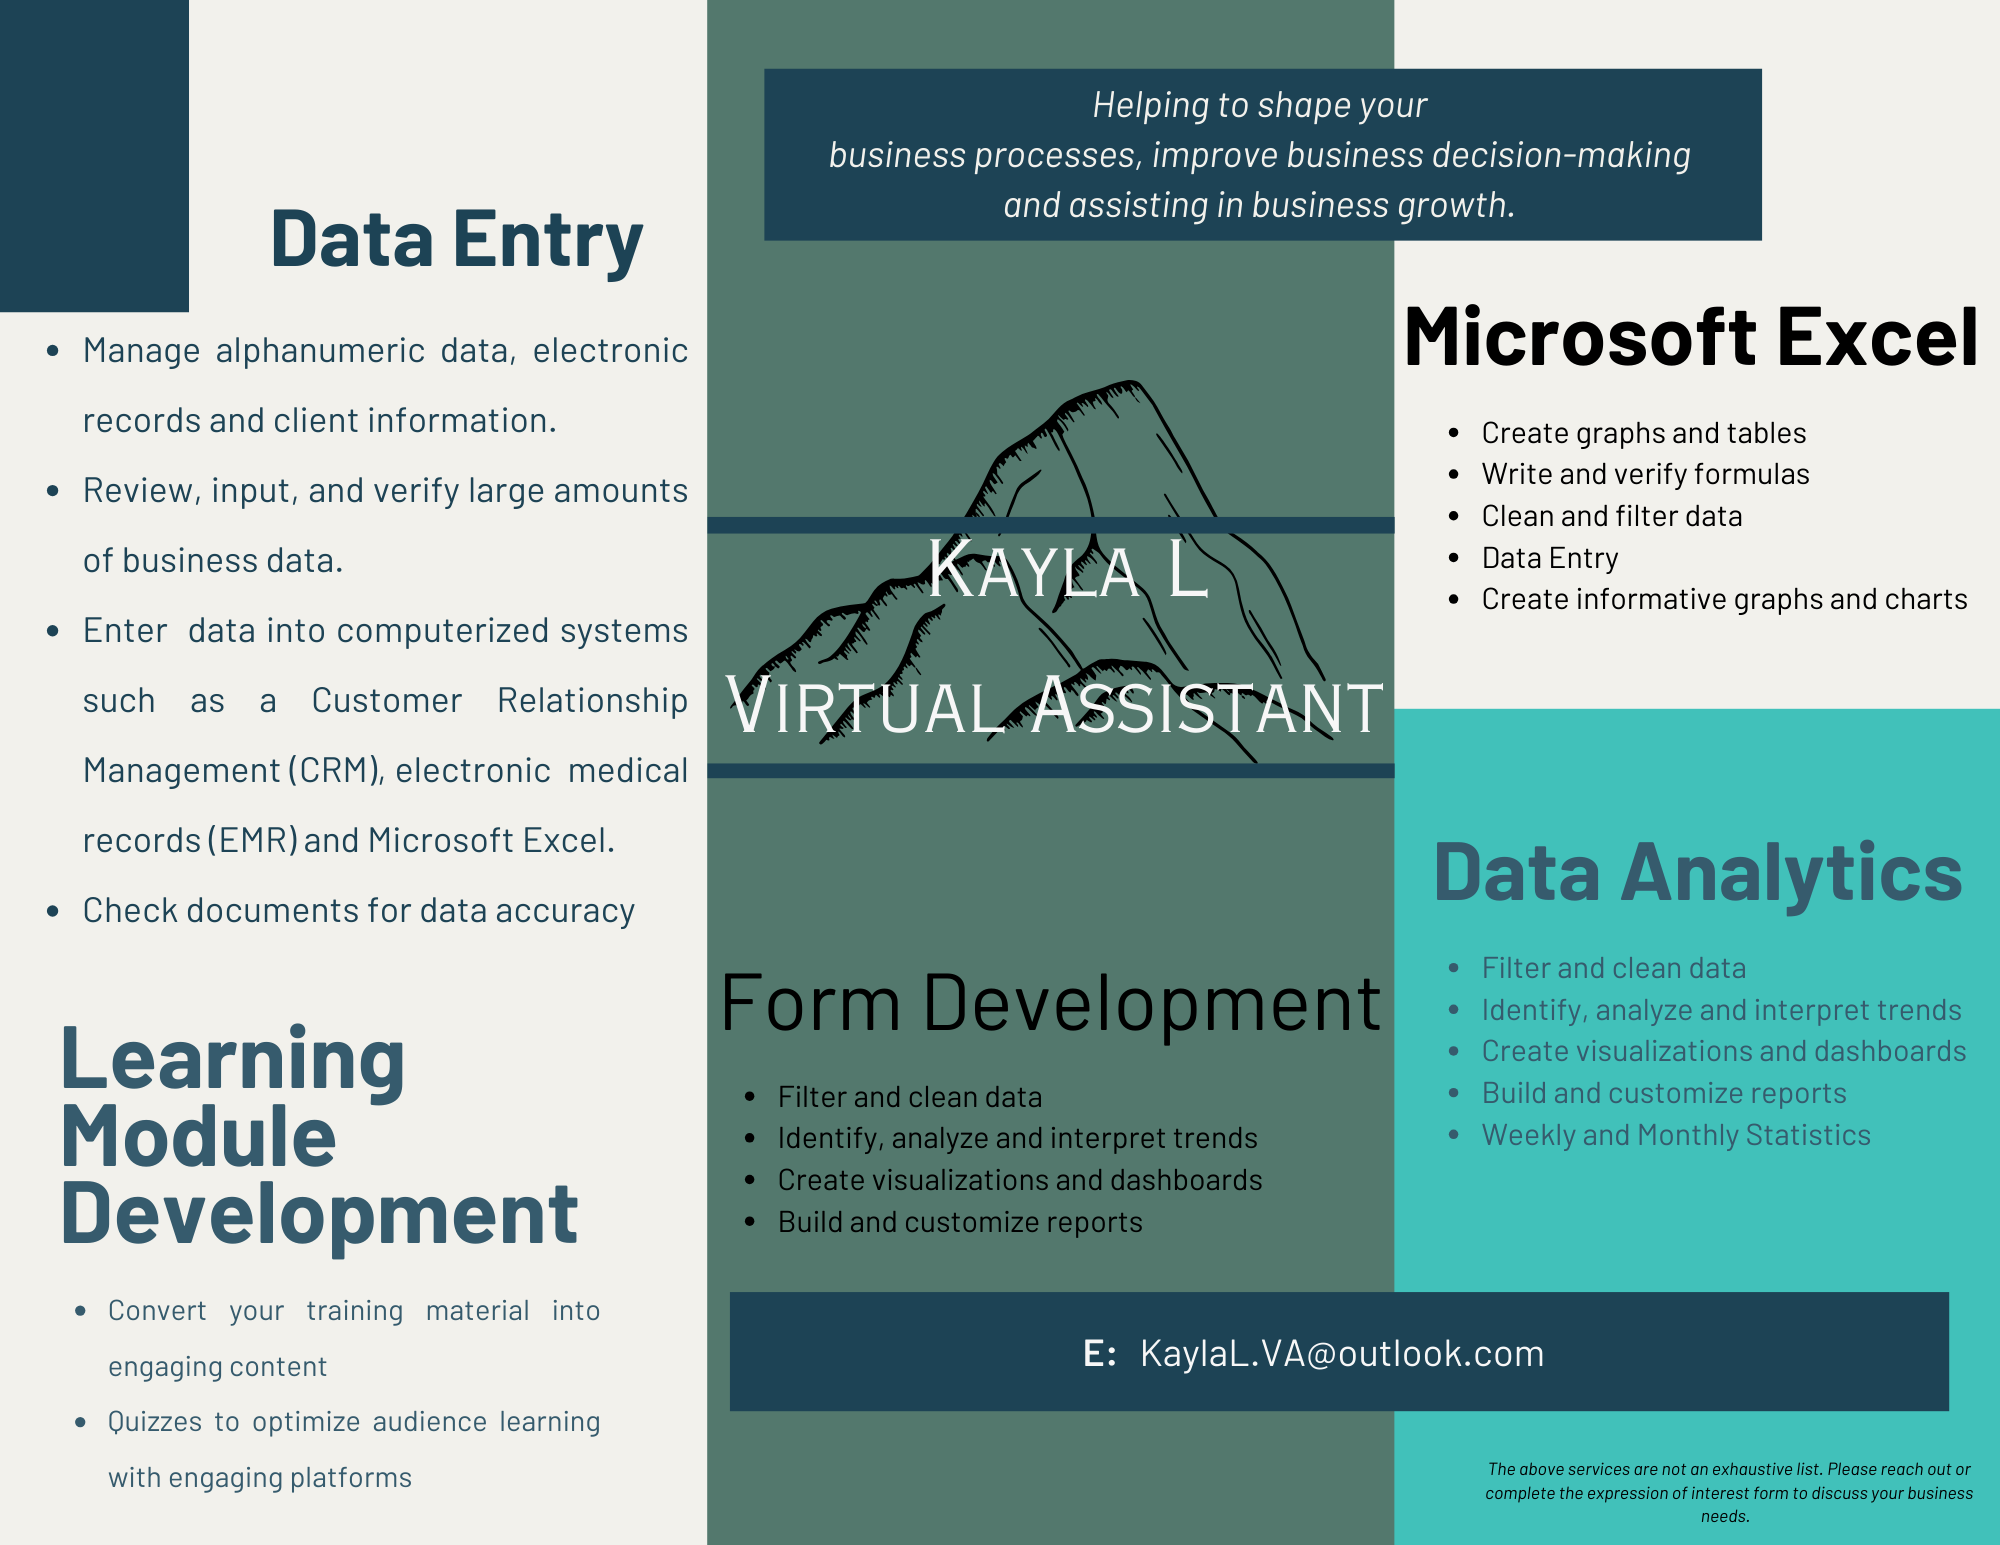 Data Entry
• Manage alphanumeric data, electronic
records and client information.
• Review, input, and verify large amounts
of business data.
• Enter data into computerized systems
such as a Customer Relationship
Management (CRM), electronic medical
records (EMR) and Microsoft Excel.
• Check documents for data accuracy
Learning
Module
Development
• Convert your training material into
engaging content
• Quizzes to optimize audience learning
with engaging platforms
Helping to shape your
business processes, improve business decision-making
and assisting in business growth.
Kayla L
Virtual Assistant
Form Development
• Filter and clean data
• Identify, analyze and interpret trends
• Create visualizations and dashboards
• Build and customize reports
Microsoft Excel
• Create graphs and tables
• Write and verify formulas
• Clean and filter data
• Data Entry
• Create informative graphs and charts
Data Analytics
• Filter and clean data
• Identify, analyze and interpret trends
• Create visualizations and dashboards
• Build and customize reports
• Weekly and Monthly Statistics
E: KaylaL.VA@outlook.com
The above services are not an exhaustive list. Please reach out or
complete the expression of interest form to discuss your business
needs.